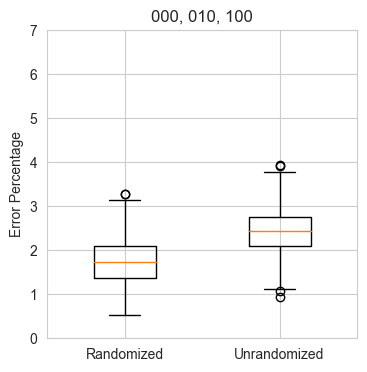 000, 010, 100
7
6
5
4
3
2
1
0
Error Percentage
Randomized
Unrandomized